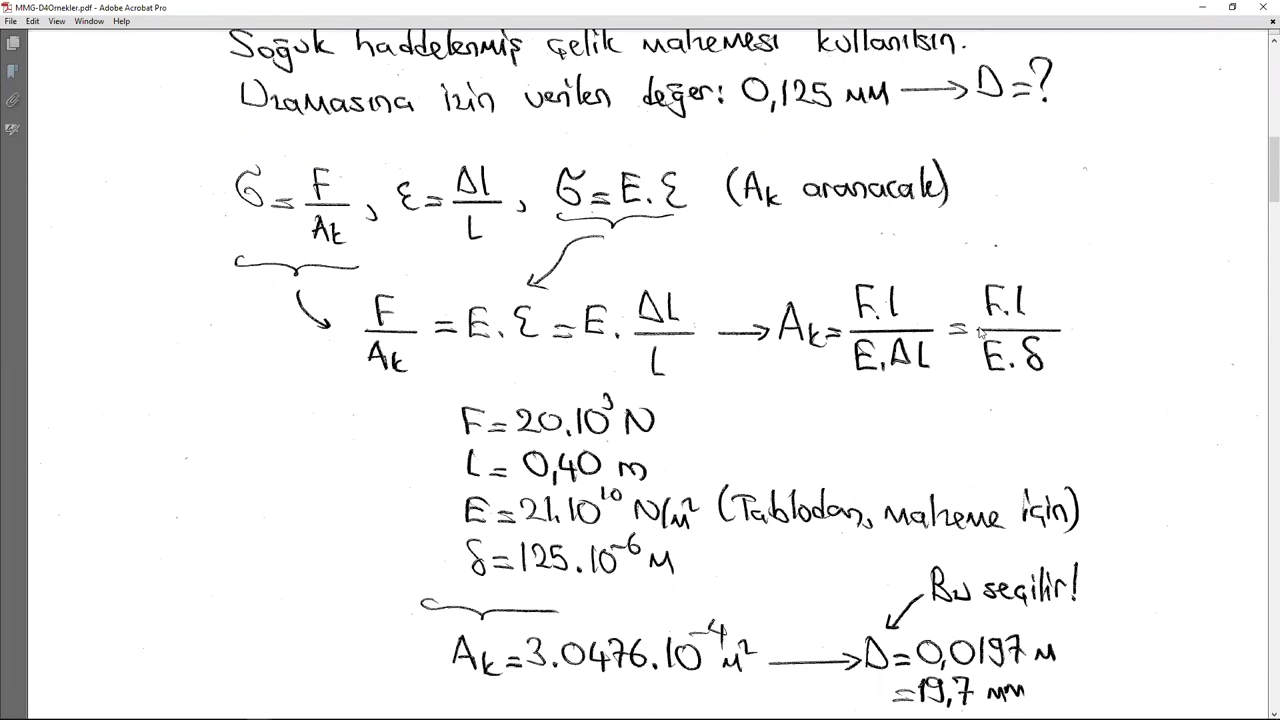 MMG-D4Ornekler.pdf - Adobe Acrobat Pro
File Edit View Window Help
Soğuk haddelenmiş çelik malzemesi kullanılsın.
Uzamasına izin verilen değer: 0,125 mm → D=?
σ = F/Ak, ε = Δl/L, σ = E.ε (Ak aranacak)
F/Ak = E.ε = E.ΔL/L → Ak = F.l/E.ΔL = F.l/E.δ
F = 20.10³ N
L = 0,40 m
E = 21.10¹⁰ N/m² (Tablodan, malzeme için)
δ = 125.10⁻⁶ m
Bu seçilir!
Ak = 3.0476.10⁻⁴ m² → D = 0,0197 m
= 19,7 mm